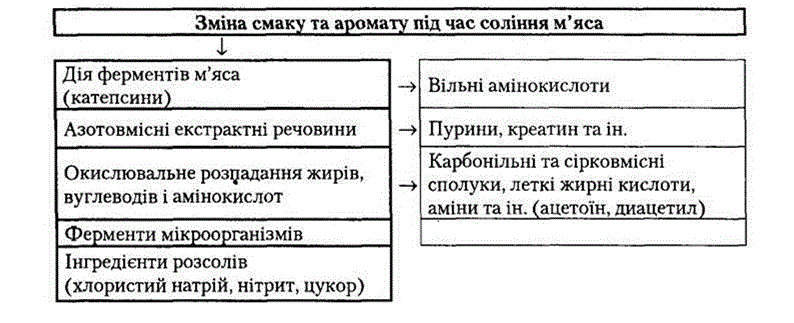 Зміна смаку та аромату під час соління м’яса
↓
Дія ферментів м’яса
(катепсини)
→ Вільні амінокислоти
Азотовмісні екстрактні речовини
→ Пурини, креатин та ін.
Окислювальне розпадання жирів,
вуглеводів і амінокислот
→ Карбонільні та сірковмісні
сполуки, леткі жирні кислоти,
аміни та ін. (ацетоїн, диацетил)
Ферменти мікроорганізмів
Інгредієнти розсолів
(хлористий натрій, нітрит, цукор)